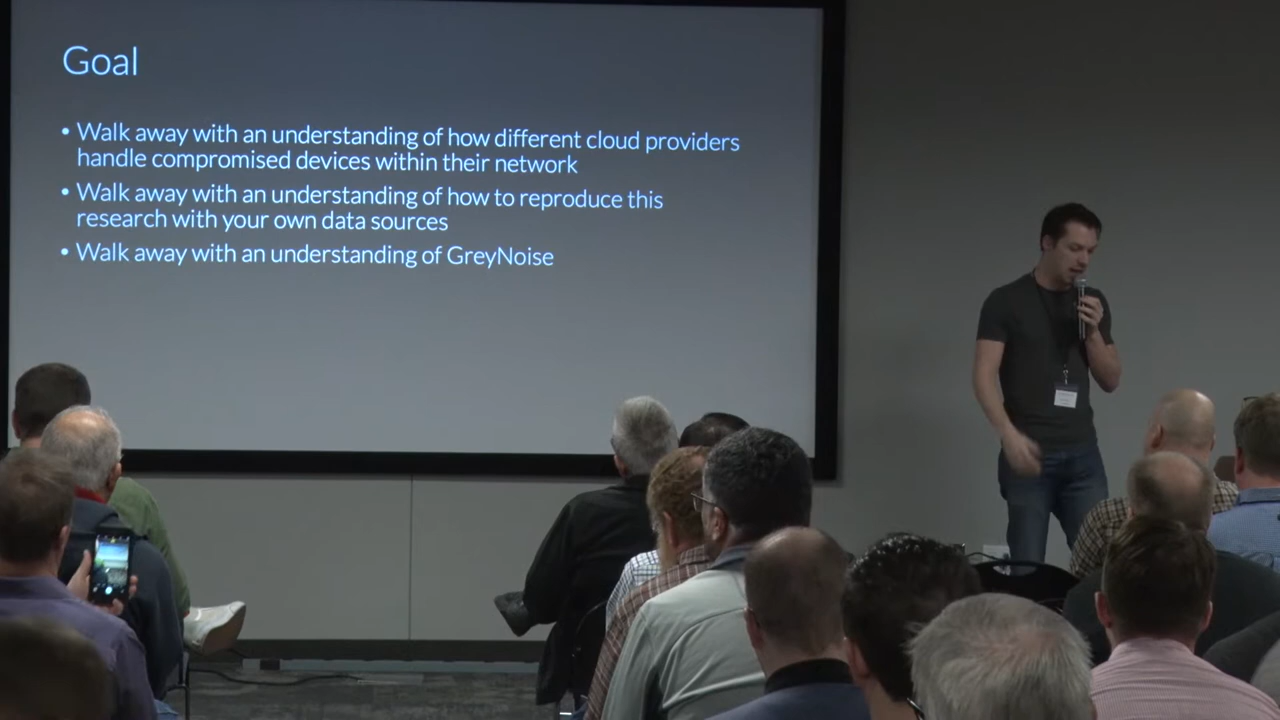 Goal
• Walk away with an understanding of how different cloud providers
handle compromised devices within their network
• Walk away with an understanding of how to reproduce this
research with your own data sources
• Walk away with an understanding of GreyNoise